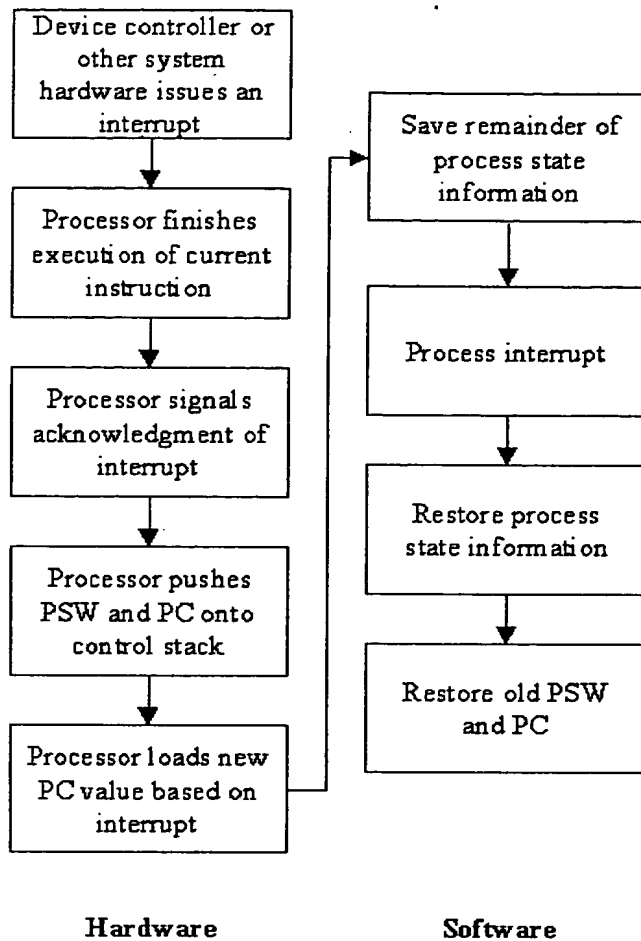 Device controller or
other system
hardware issues an
interrupt
Processor finishes
execution of current
instruction
Processor signals
acknowledgment of
interrupt
Processor pushes
PSW and PC onto
control stack
Processor loads new
PC value based on
interrupt
Hardware
Save remainder of
process state
information
Process interrupt
Restore process
state information
Restore old PSW
and PC
Software